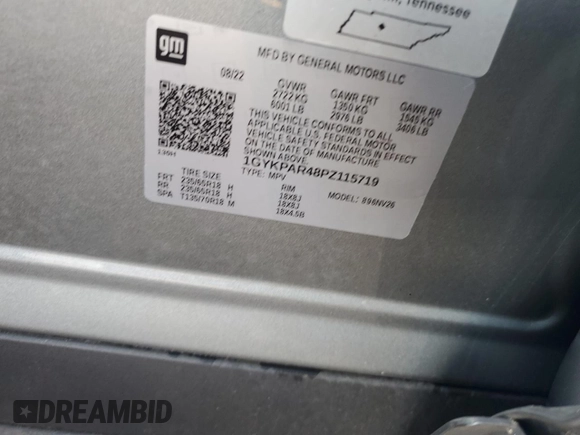 Tennessee
gm
MFD BY GENERAL MOTORS LLC
08/22 GVWR GAWR FRT GAWR RR
2722 KG 1350 KG 1545 KG
6001 LB 2976 LB 3406 LB
THIS VEHICLE CONFORMS TO ALL
APPLICABLE U.S. FEDERAL MOTOR
VEHICLE SAFETY STANDARDS IN EFFECT
ON THE DATE OF MANUFACTURE
SHOWN ABOVE.
1GYKPAR48PZ115719
TYPE: MPV MODEL: 896NV26
TIRE SIZE RIM
FRT 235/65R18 H 18X8J
RR 235/65R18 H 18X8J
SPA T135/70R18 M 18X4.5B
DREAMBID